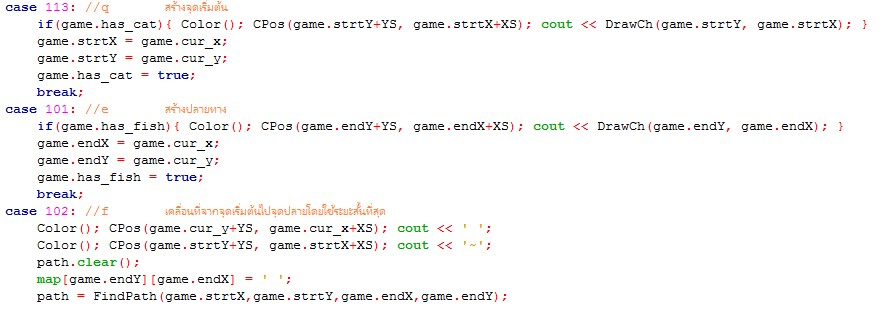 case 113: //q สร้างจุดเริ่มต้น
if(game.has_cat){ Color(); CPos(game.strtY+YS, game.strtX+XS); cout << DrawCh(game.strtY, game.strtX); }
game.strtX = game.cur_x;
game.strtY = game.cur_y;
game.has_cat = true;
break;
case 101: //e สร้างปลายทาง
if(game.has_fish){ Color(); CPos(game.endY+YS, game.endX+XS); cout << DrawCh(game.endY, game.endX); }
game.endX = game.cur_x;
game.endY = game.cur_y;
game.has_fish = true;
break;
case 102: //f เคลื่อนที่จากจุดเริ่มต้นไปจุดปลายโดยใช้ระยะสั้นที่สุด
Color(); CPos(game.cur_y+YS, game.cur_x+XS); cout << ' ';
Color(); CPos(game.strtY+YS, game.strtX+XS); cout << '~';
path.clear();
map[game.endY][game.endX] = ' ';
path = FindPath(game.strtX,game.strtY,game.endX,game.endY);